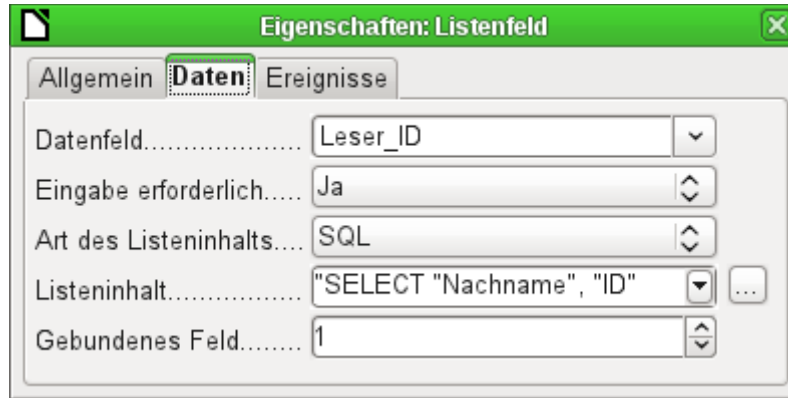 Eigenschaften: Listenfeld
Allgemein Daten Ereignisse
Datenfeld.................... Leser_ID
Eingabe erforderlich..... Ja
Art des Listeninhalts.... SQL
Listeninhalt................. "SELECT "Nachname", "ID" ...
Gebundenes Feld........ 1